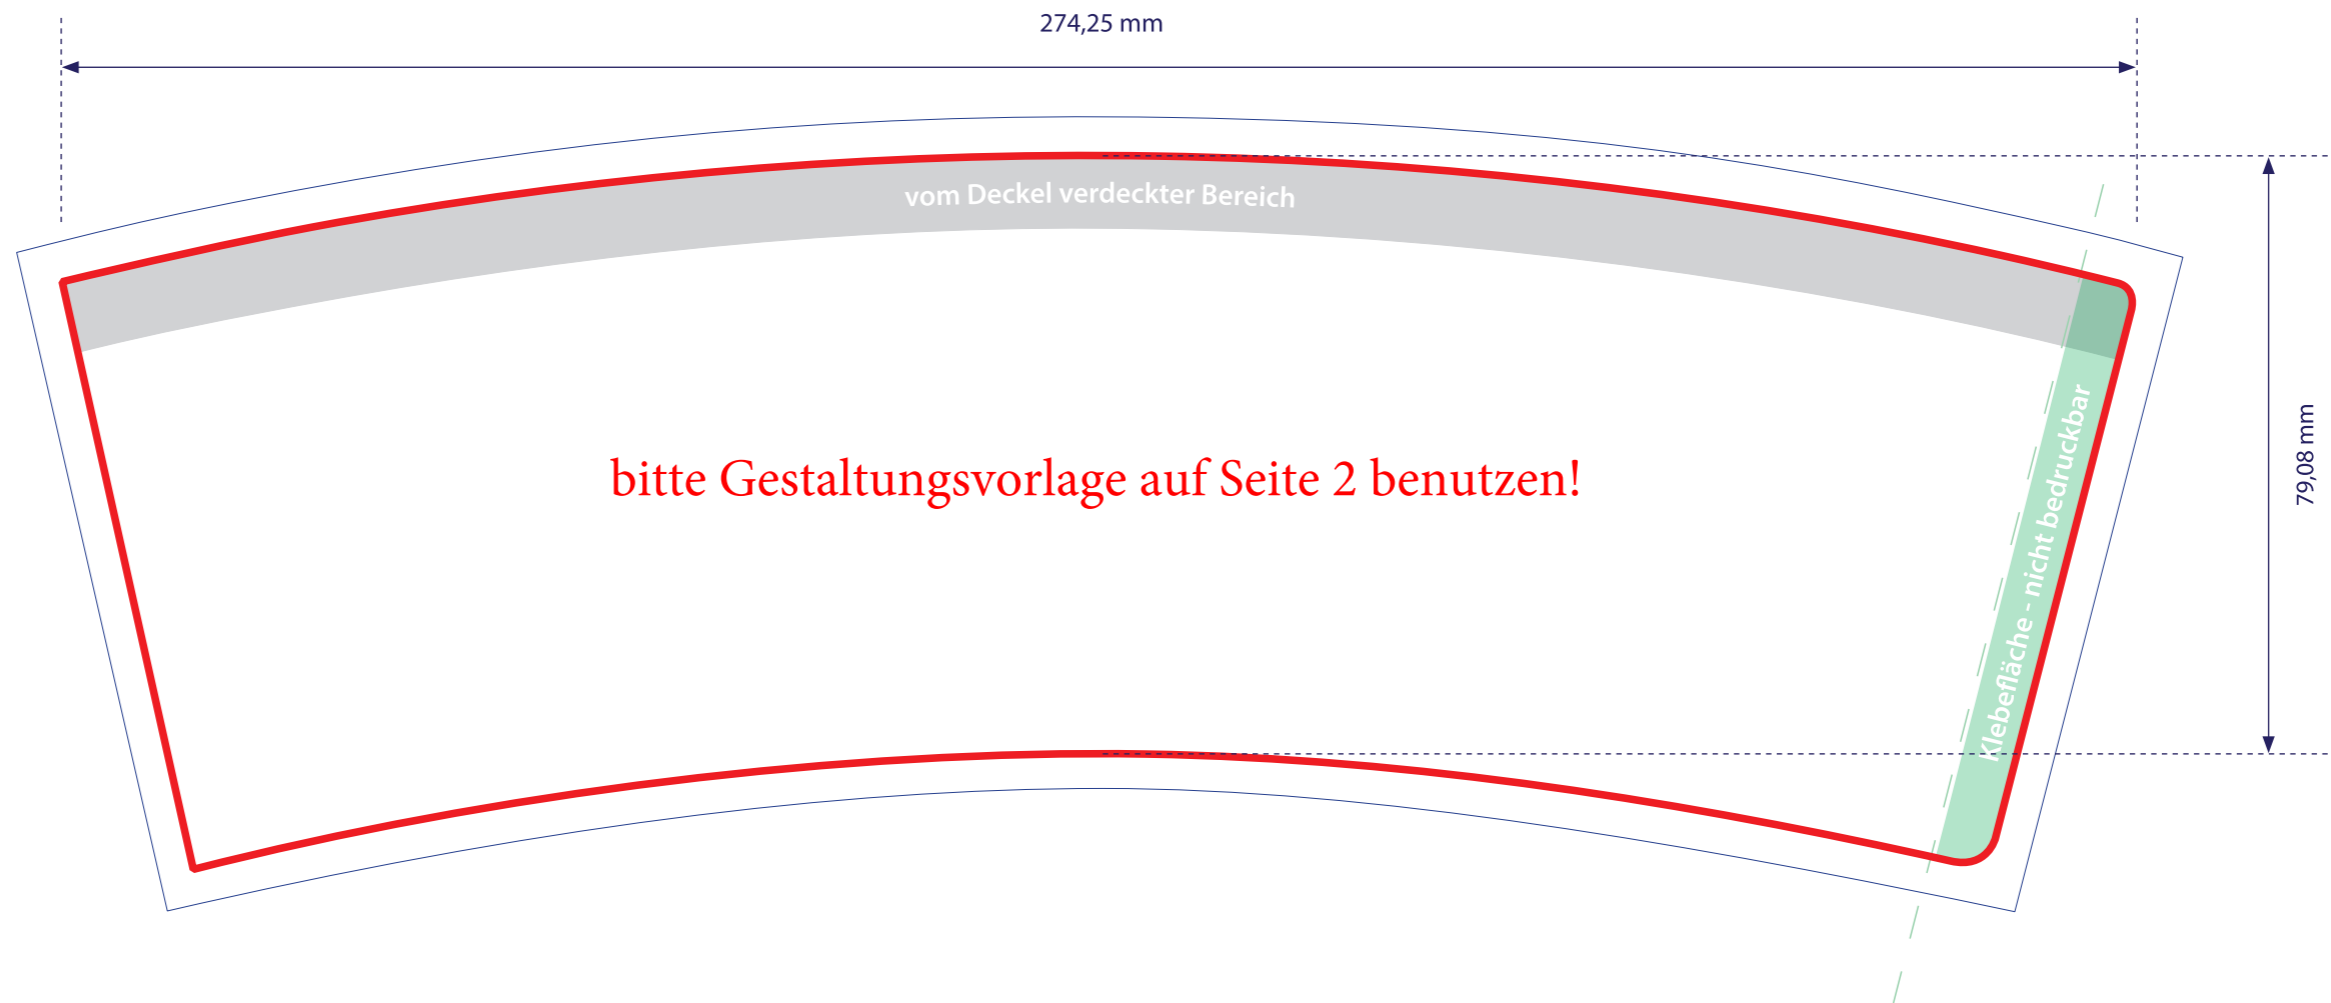 274,25 mm
vom Deckel verdeckter Bereich
bitte Gestaltungsvorlage auf Seite 2 benutzen!
Klebefläche - nicht bedruckbar
79,08 mm